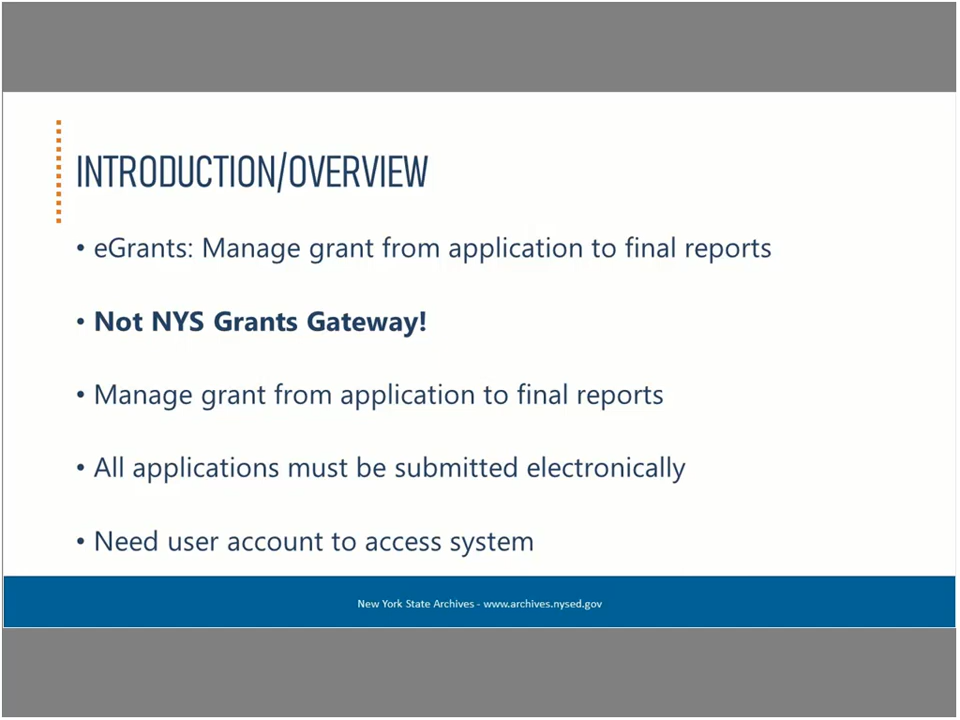 INTRODUCTION/OVERVIEW
• eGrants: Manage grant from application to final reports
• Not NYS Grants Gateway!
• Manage grant from application to final reports
• All applications must be submitted electronically
• Need user account to access system
New York State Archives - www.archives.nysed.gov